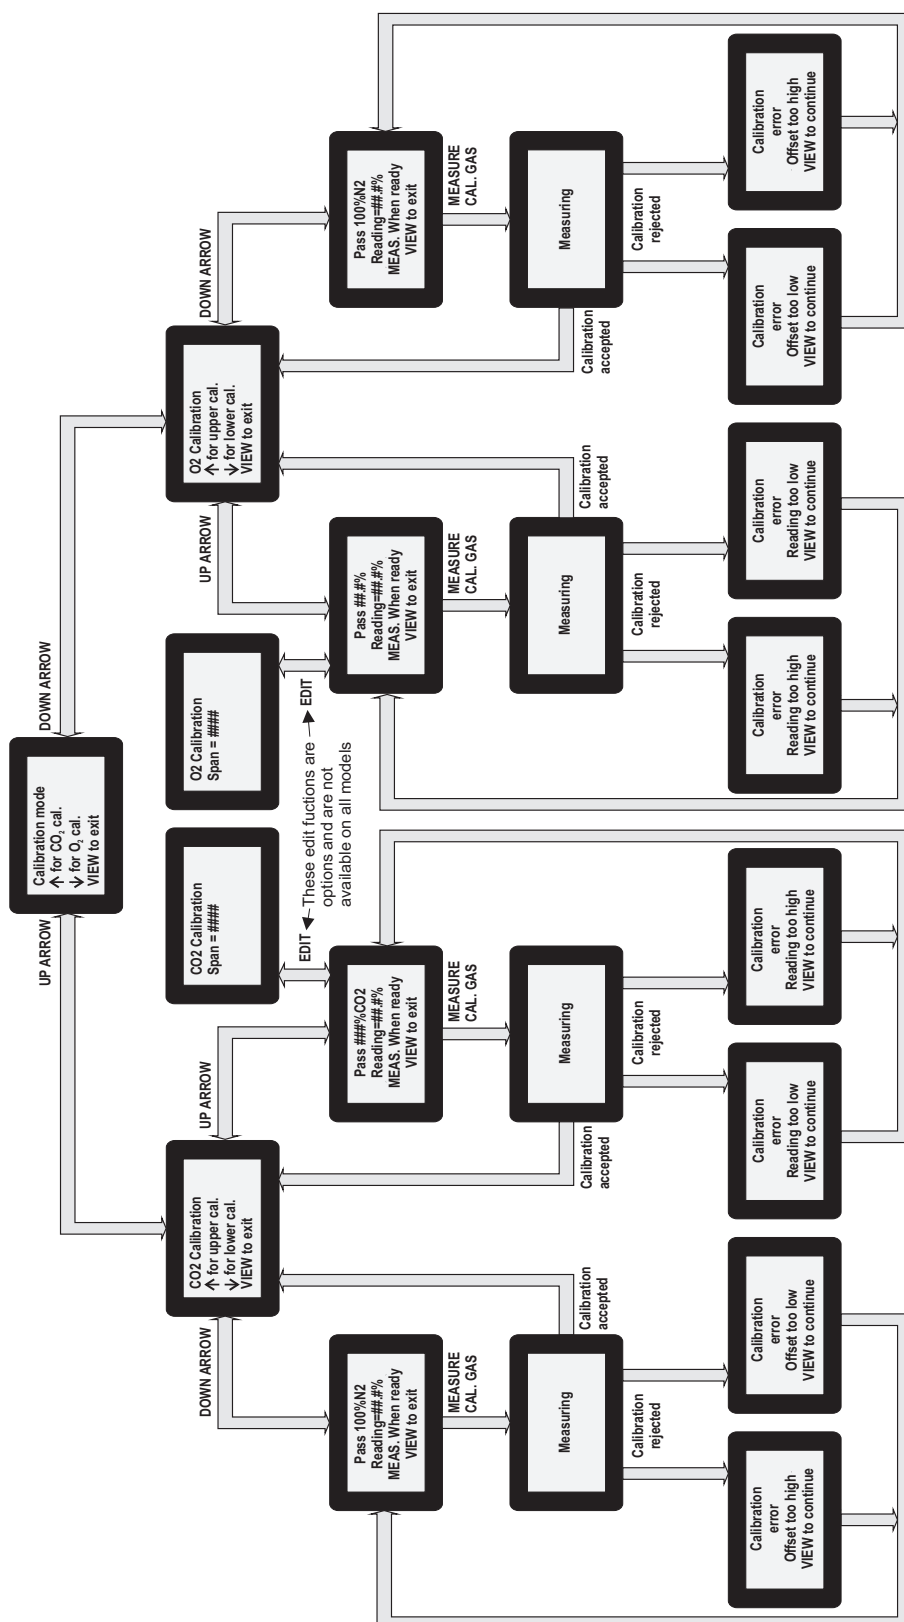 Calibration mode
↑ for CO₂ cal.
↓ for O₂ cal.
VIEW to exit
UP ARROW
DOWN ARROW
CO2 Calibration
↑ for upper cal.
↓ for lower cal.
VIEW to exit
CO2 Calibration
Span = ####
O2 Calibration
Span = ####
O2 Calibration
↑ for upper cal.
↓ for lower cal.
VIEW to exit
DOWN ARROW
UP ARROW
EDIT
These edit fuctions are
options and are not
available on all models
EDIT
UP ARROW
DOWN ARROW
Pass 100%N2
Reading=##.#%
MEAS. When ready
VIEW to exit
Pass ###%CO2
Reading=##.#%
MEAS. When ready
VIEW to exit
Pass ##.#%
Reading=##.#%
MEAS. When ready
VIEW to exit
Pass 100%N2
Reading=##.#%
MEAS. When ready
VIEW to exit
MEASURE
CAL. GAS
MEASURE
CAL. GAS
MEASURE
CAL. GAS
MEASURE
CAL. GAS
Measuring
Measuring
Measuring
Measuring
Calibration
accepted
Calibration
accepted
Calibration
accepted
Calibration
accepted
Calibration
rejected
Calibration
rejected
Calibration
rejected
Calibration
rejected
Calibration
error
Offset too high
VIEW to continue
Calibration
error
Offset too low
VIEW to continue
Calibration
error
Reading too low
VIEW to continue
Calibration
error
Reading too high
VIEW to continue
Calibration
error
Reading too high
VIEW to continue
Calibration
error
Reading too low
VIEW to continue
Calibration
error
Offset too low
VIEW to continue
Calibration
error
Offset too high
VIEW to continue